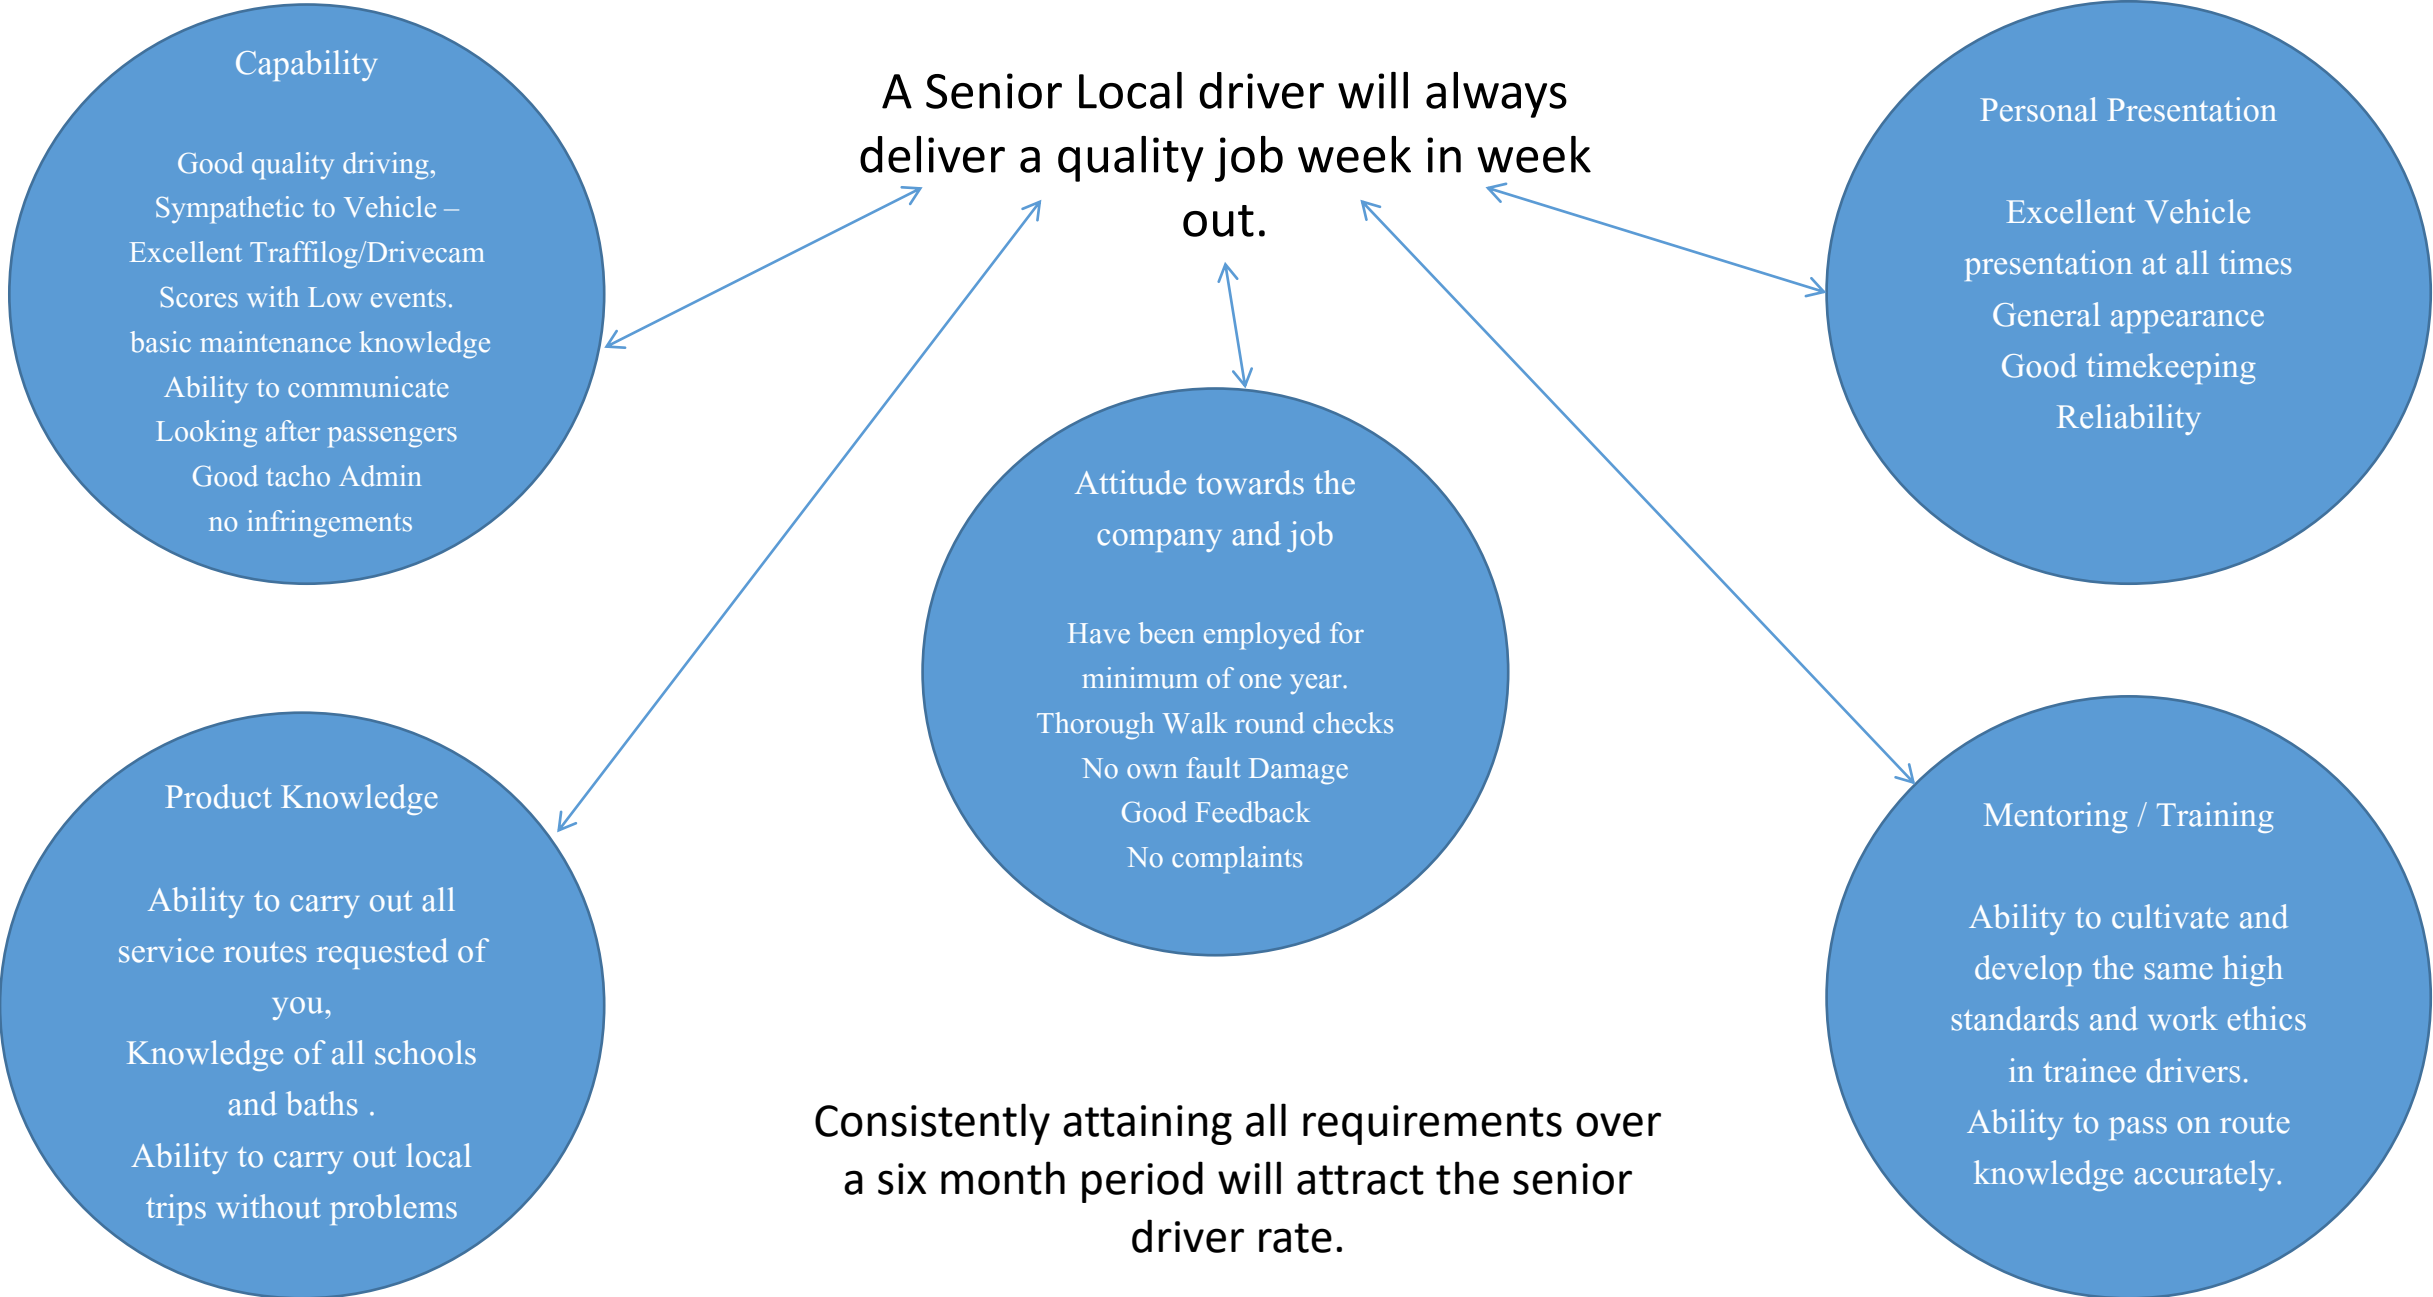 Capability
Good quality driving,
Sympathetic to Vehicle –
Excellent Traffilog/Drivecam
Scores with Low events.
basic maintenance knowledge
Ability to communicate
Looking after passengers
Good tacho Admin
no infringements
A Senior Local driver will always
deliver a quality job week in week
out.
Personal Presentation
Excellent Vehicle
presentation at all times
General appearance
Good timekeeping
Reliability
Attitude towards the
company and job
Have been employed for
minimum of one year.
Thorough Walk round checks
No own fault Damage
Good Feedback
No complaints
Product Knowledge
Ability to carry out all
service routes requested of
you,
Knowledge of all schools
and baths .
Ability to carry out local
trips without problems
Mentoring / Training
Ability to cultivate and
develop the same high
standards and work ethics
in trainee drivers.
Ability to pass on route
knowledge accurately.
Consistently attaining all requirements over
a six month period will attract the senior
driver rate.